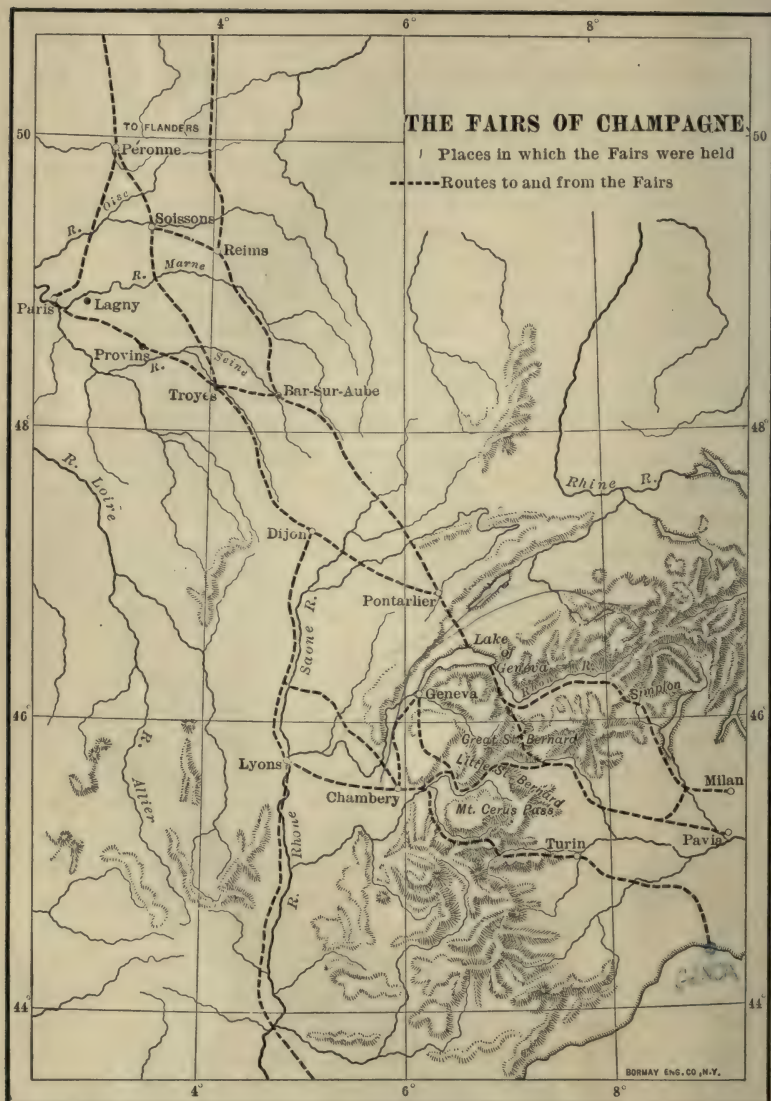 4°
6°
8°
50
50
TO FLANDERS
THE FAIRS OF CHAMPAGNE
Places in which the Fairs were held
Routes to and from the Fairs
Peronne
R. Oise
Soissons
Reims
R. Marne
Paris
Lagny
Provins
R. Seine
Troyes
Bar-Sur-Aube
48°
48°
R. Loire
Rhine R.
Dijon
Pontarlier
Saone R.
Lake of Geneva
Rhone R.
Geneva
Simplon
46°
46°
Great St. Bernard
Little St. Bernard
Lyons
Chambery
Milan
Mt. Cerus Pass
R. Allier
Turin
Pavia
R. Rhone
44°
44°
BORMAY ENG. CO., N.Y.
4°
6°
8°